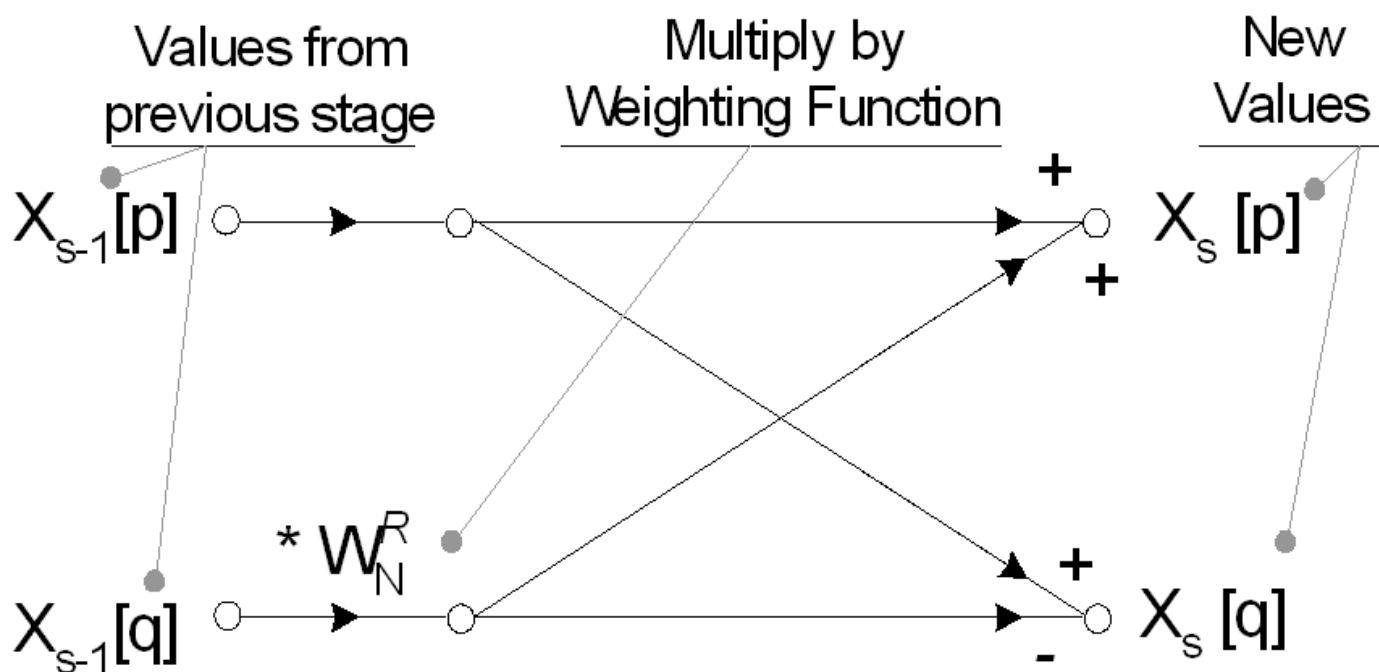 Values from
previous stage
Multiply by
Weighting Function
New
Values
+
X_{s-1}[p]
X_s [p]
+
* W_N^R
+
X_{s-1}[q]
X_s [q]
-